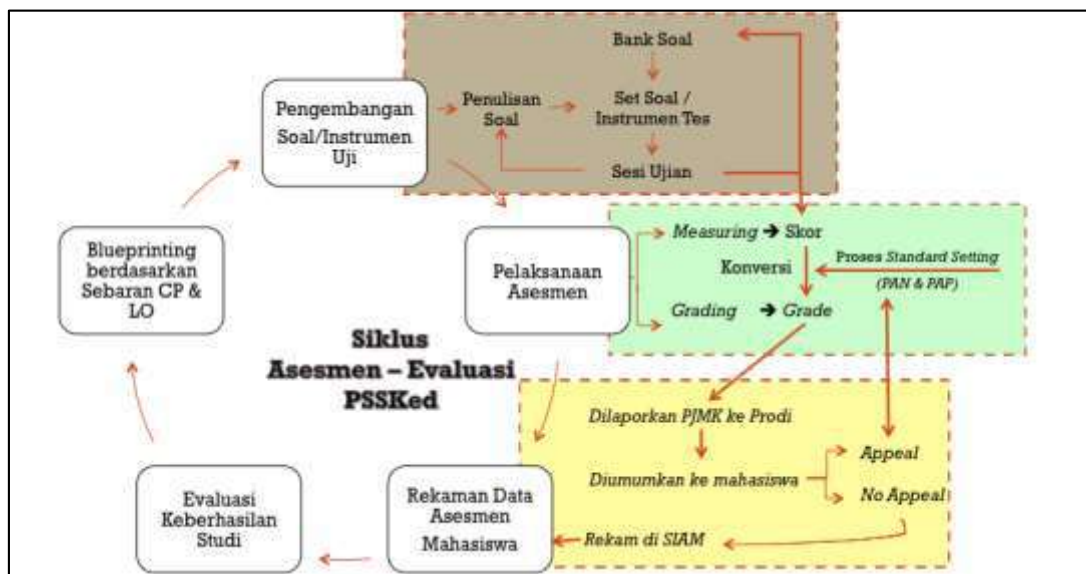 Bank Soal
Pengembangan
Soal/Instrumen
Uji
Penulisan
Soal
Set Soal /
Instrumen Tes
Sesi Ujian
Blueprinting
berdasarkan
Sebaran CP &
LO
Pelaksanaan
Asesmen
Measuring → Skor
Konversi
Proses Standard Setting
(PAN & PAP)
Grading → Grade
Siklus
Asesmen – Evaluasi
PSSKed
Dilaporkan PJMK ke Prodi
Diumumkan ke mahasiswa
Appeal
No Appeal
Rekam di SIAM
Rekaman Data
Asesmen
Mahasiswa
Evaluasi
Keberhasilan
Studi